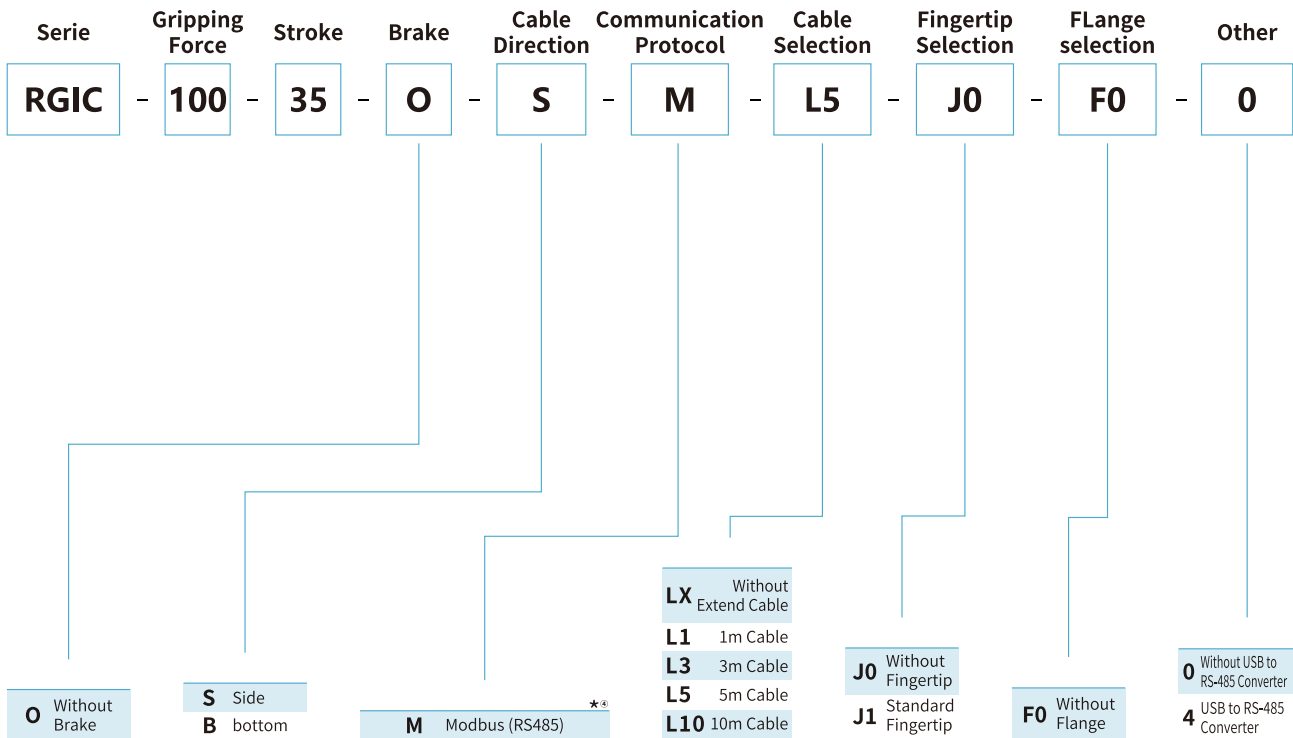 Serie
Gripping
Force
Stroke
Brake
Cable
Direction
Communication
Protocol
Cable
Selection
Fingertip
Selection
FLange
selection
Other
RGIC - 100 - 35 - O - S - M - L5 - J0 - F0 - 0
O Without
Brake
S Side
B bottom
★④
M Modbus (RS485)
LX Without
Extend Cable
L1 1m Cable
L3 3m Cable
L5 5m Cable
L10 10m Cable
J0 Without
Fingertip
J1 Standard
Fingertip
F0 Without
Flange
0 Without USB to
RS-485 Converter
4 USB to RS-485
Converter